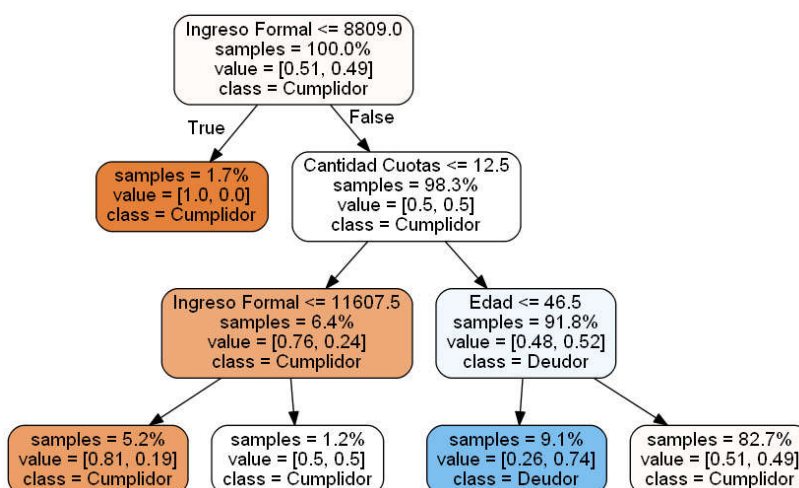 Ingreso Formal <= 8809.0
samples = 100.0%
value = [0.51, 0.49]
class = Cumplidor
True
False
samples = 1.7%
value = [1.0, 0.0]
class = Cumplidor
Cantidad Cuotas <= 12.5
samples = 98.3%
value = [0.5, 0.5]
class = Cumplidor
Ingreso Formal <= 11607.5
samples = 6.4%
value = [0.76, 0.24]
class = Cumplidor
Edad <= 46.5
samples = 91.8%
value = [0.48, 0.52]
class = Deudor
samples = 5.2%
value = [0.81, 0.19]
class = Cumplidor
samples = 1.2%
value = [0.5, 0.5]
class = Cumplidor
samples = 9.1%
value = [0.26, 0.74]
class = Deudor
samples = 82.7%
value = [0.51, 0.49]
class = Cumplidor